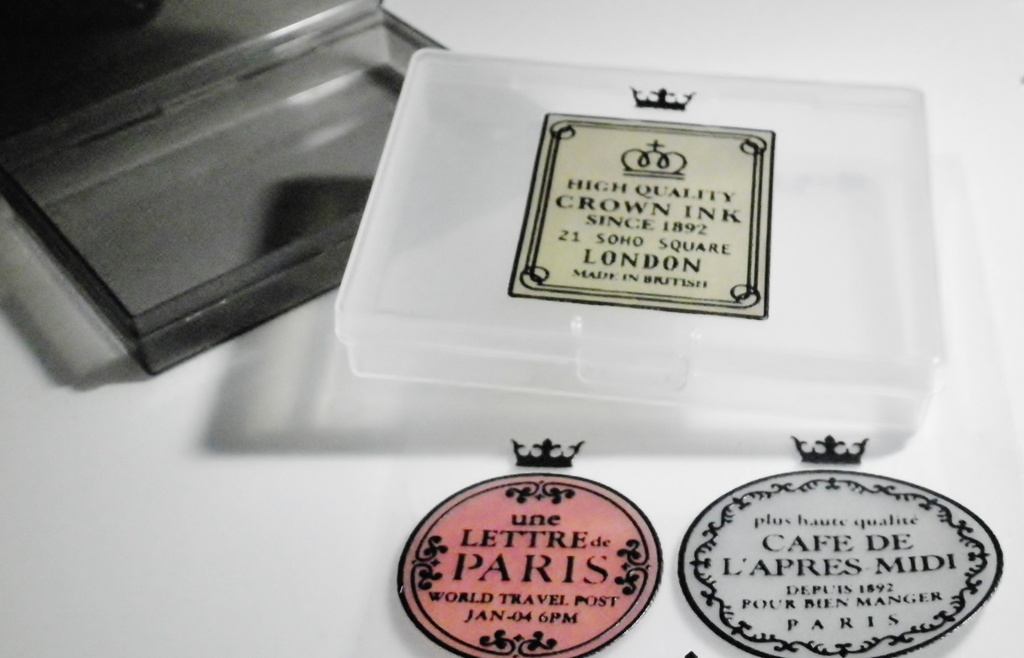 HIGH QUALITY
CROWN INK
SINCE 1892
21 SOHO SQUARE
LONDON
MADE IN BRITISH
une
LETTRE de
PARIS
WORLD TRAVEL POST
JAN-04 6PM
plus haute qualité
CAFE DE
L'APRES-MIDI
DEPUIS 1892
POUR BIEN MANGER
PARIS